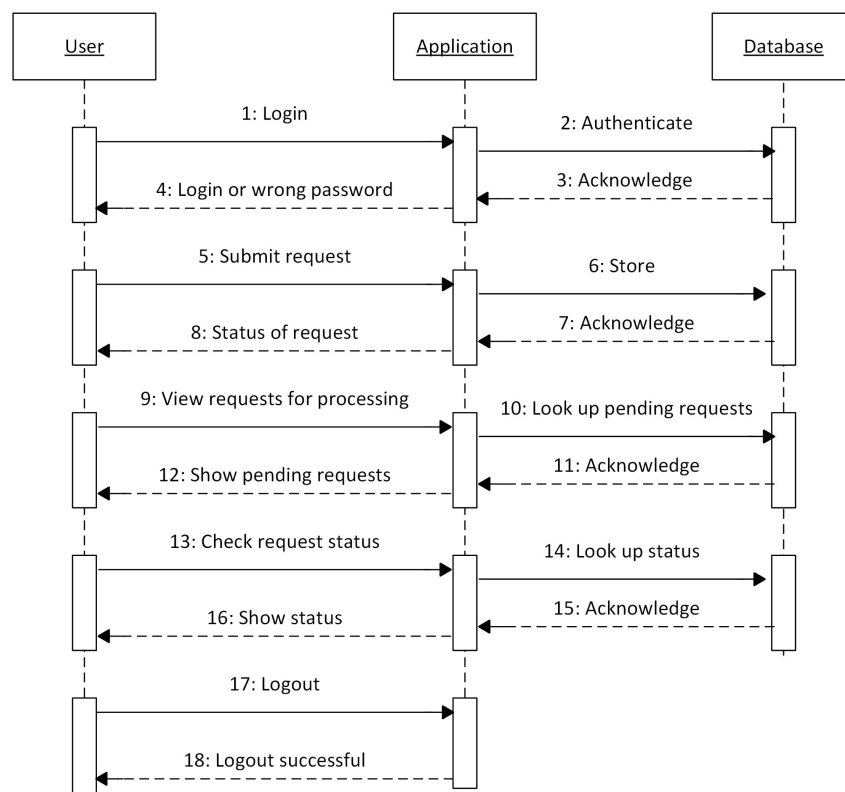 User
Application
Database
1: Login
2: Authenticate
3: Acknowledge
4: Login or wrong password
5: Submit request
6: Store
7: Acknowledge
8: Status of request
9: View requests for processing
10: Look up pending requests
11: Acknowledge
12: Show pending requests
13: Check request status
14: Look up status
15: Acknowledge
16: Show status
17: Logout
18: Logout successful